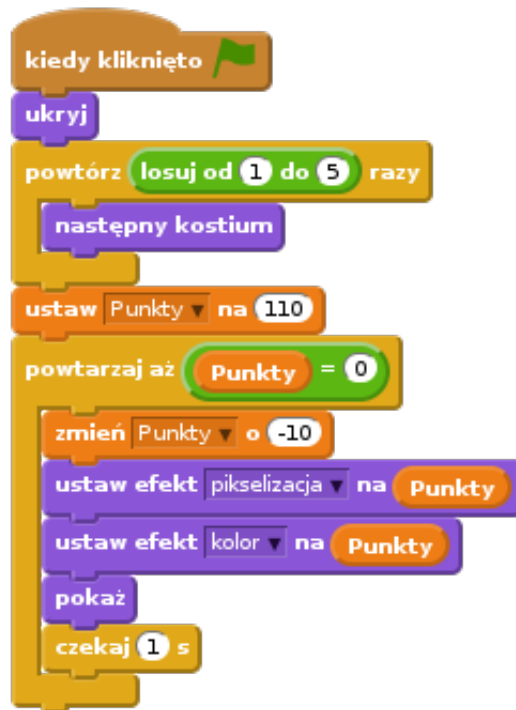 kiedy kliknięto
ukryj
powtórz losuj od 1 do 5 razy
następny kostium
ustaw Punkty na 110
powtarzaj aż Punkty = 0
zmień Punkty o -10
ustaw efekt pikselizacja na Punkty
ustaw efekt kolor na Punkty
pokaż
czekaj 1 s